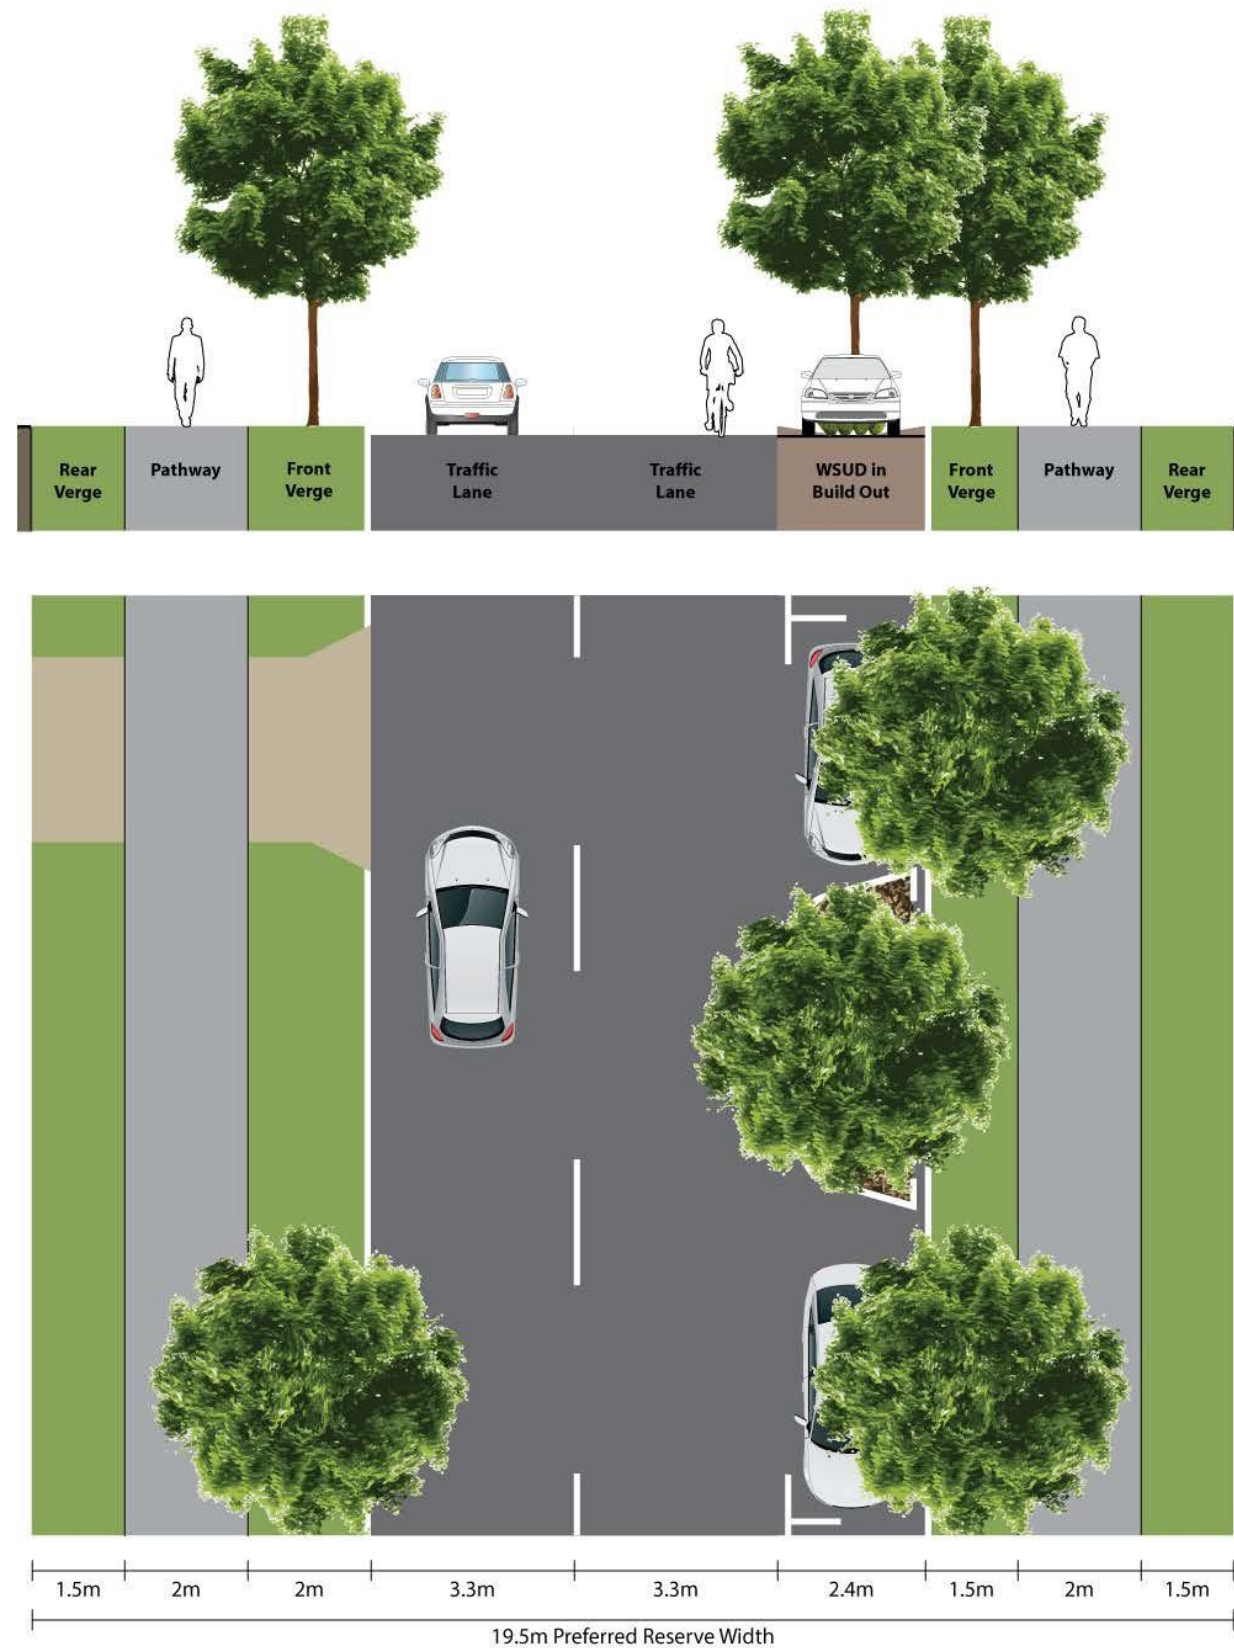 Rear
Verge
Pathway
Front
Verge
Traffic
Lane
Traffic
Lane
WSUD in
Build Out
Front
Verge
Pathway
Rear
Verge
1.5m
2m
2m
3.3m
3.3m
2.4m
1.5m
2m
1.5m
19.5m Preferred Reserve Width